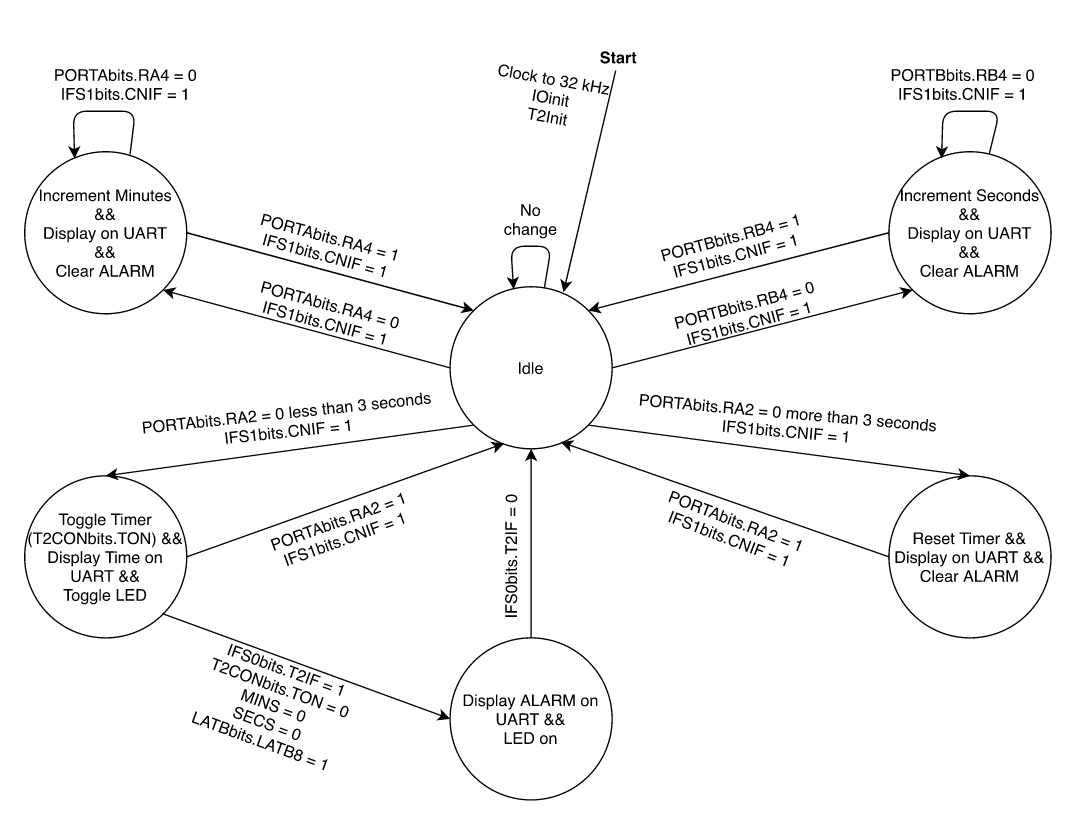 Start
Clock to 32 kHz
IOinit
T2Init
PORTAbits.RA4 = 0
IFS1bits.CNIF = 1
PORTBbits.RB4 = 0
IFS1bits.CNIF = 1
Increment Minutes
&&
Display on UART
&&
Clear ALARM
No
change
Increment Seconds
&&
Display on UART
&&
Clear ALARM
PORTAbits.RA4 = 1
IFS1bits.CNIF = 1
PORTBbits.RB4 = 1
IFS1bits.CNIF = 1
PORTAbits.RA4 = 0
IFS1bits.CNIF = 1
PORTBbits.RB4 = 0
IFS1bits.CNIF = 1
Idle
PORTAbits.RA2 = 0 less than 3 seconds
IFS1bits.CNIF = 1
PORTAbits.RA2 = 0 more than 3 seconds
IFS1bits.CNIF = 1
Toggle Timer
(T2CONbits.TON) &&
Display Time on
UART &&
Toggle LED
PORTAbits.RA2 = 1
IFS1bits.CNIF = 1
IFS0bits.T2IF = 0
PORTAbits.RA2 = 1
IFS1bits.CNIF = 1
Reset Timer &&
Display on UART &&
Clear ALARM
IFS0bits.T2IF = 1
T2CONbits.TON = 0
MINS = 0
SECS = 0
LATBbits.LATB8 = 1
Display ALARM on
UART &&
LED on